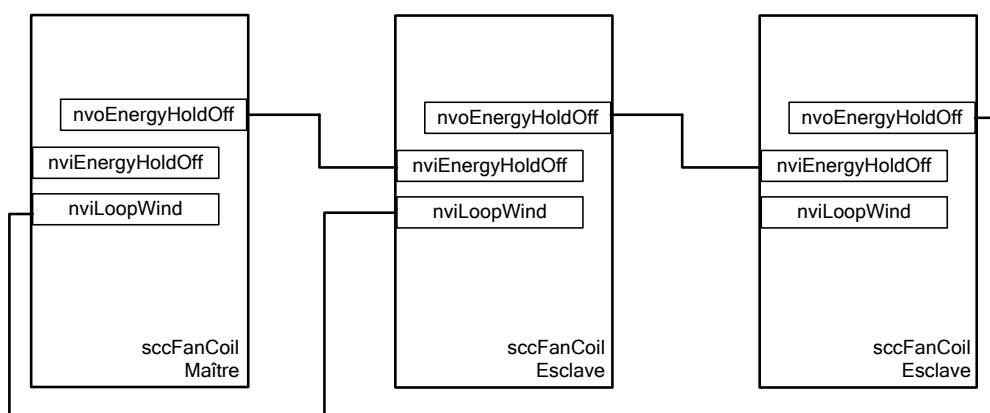 nvoEnergyHoldOff
nviEnergyHoldOff
nviLoopWind
sccFanCoil
Maître
nvoEnergyHoldOff
nviEnergyHoldOff
nviLoopWind
sccFanCoil
Esclave
nvoEnergyHoldOff
nviEnergyHoldOff
nviLoopWind
sccFanCoil
Esclave